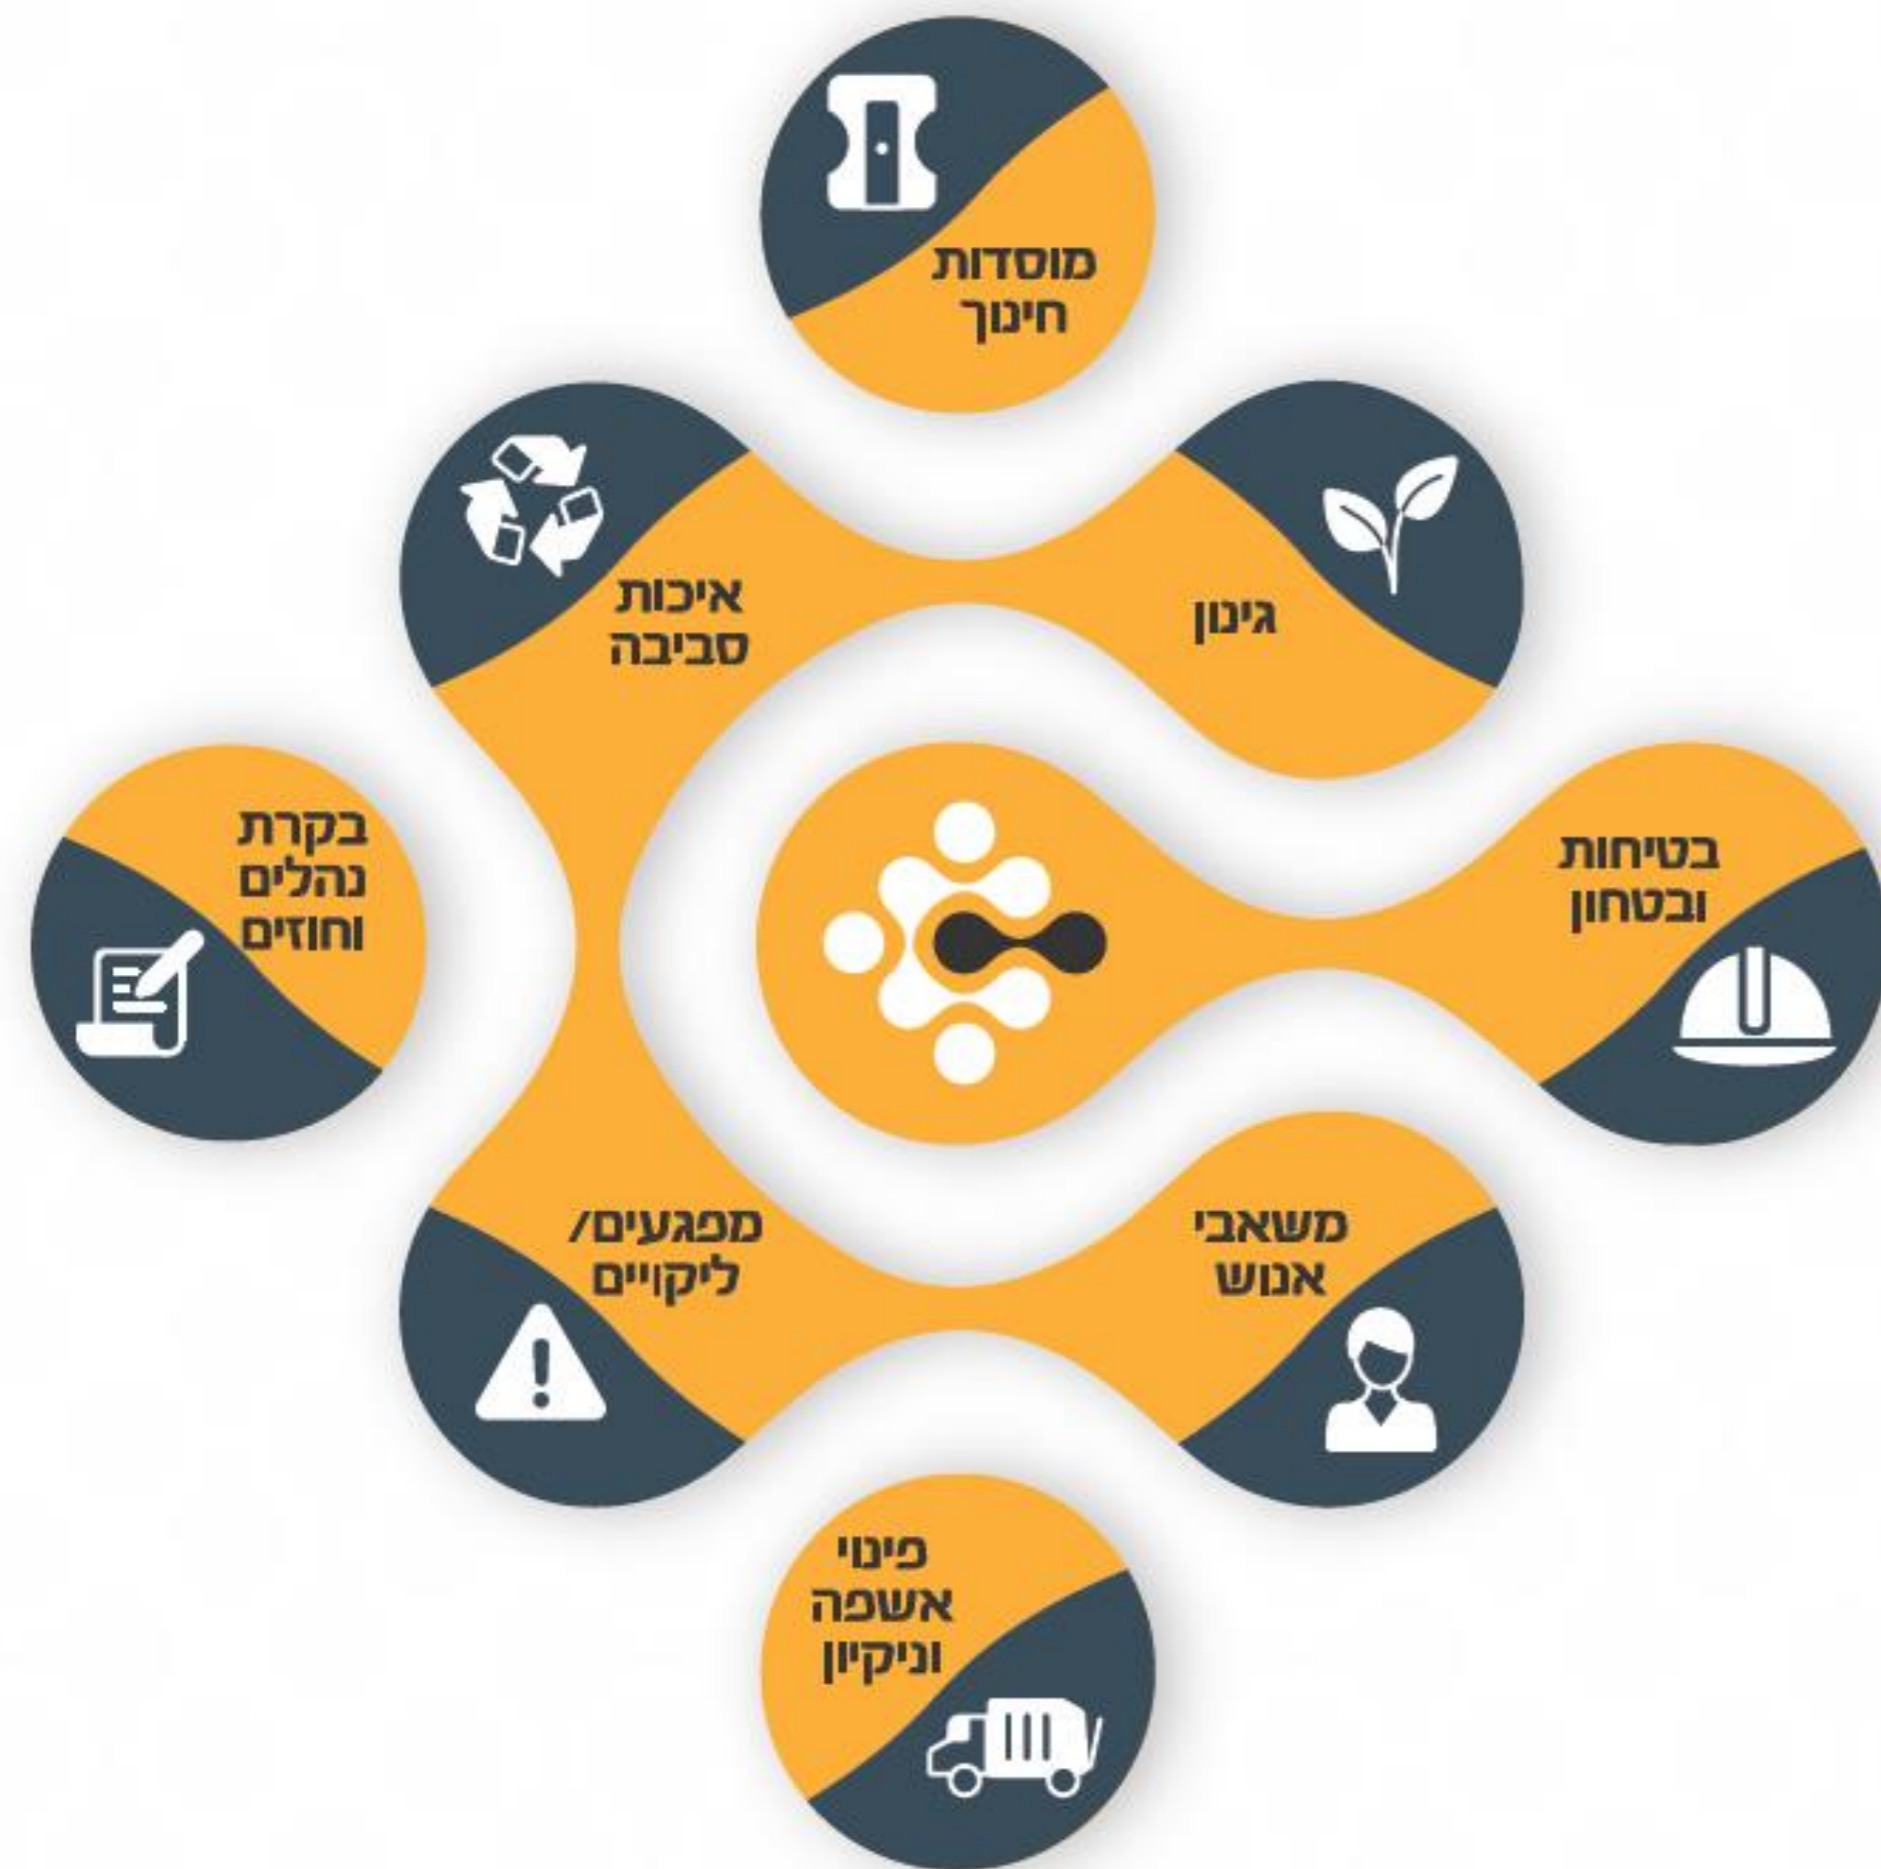 מוסדות
חינוך
גינון
איכות
סביבה
בטיחות
ובטחון
בקרת
נהלים
וחוזים
משאבי
אנוש
מפגעים/
ליקויים
פינוי
אשפה
וניקיון